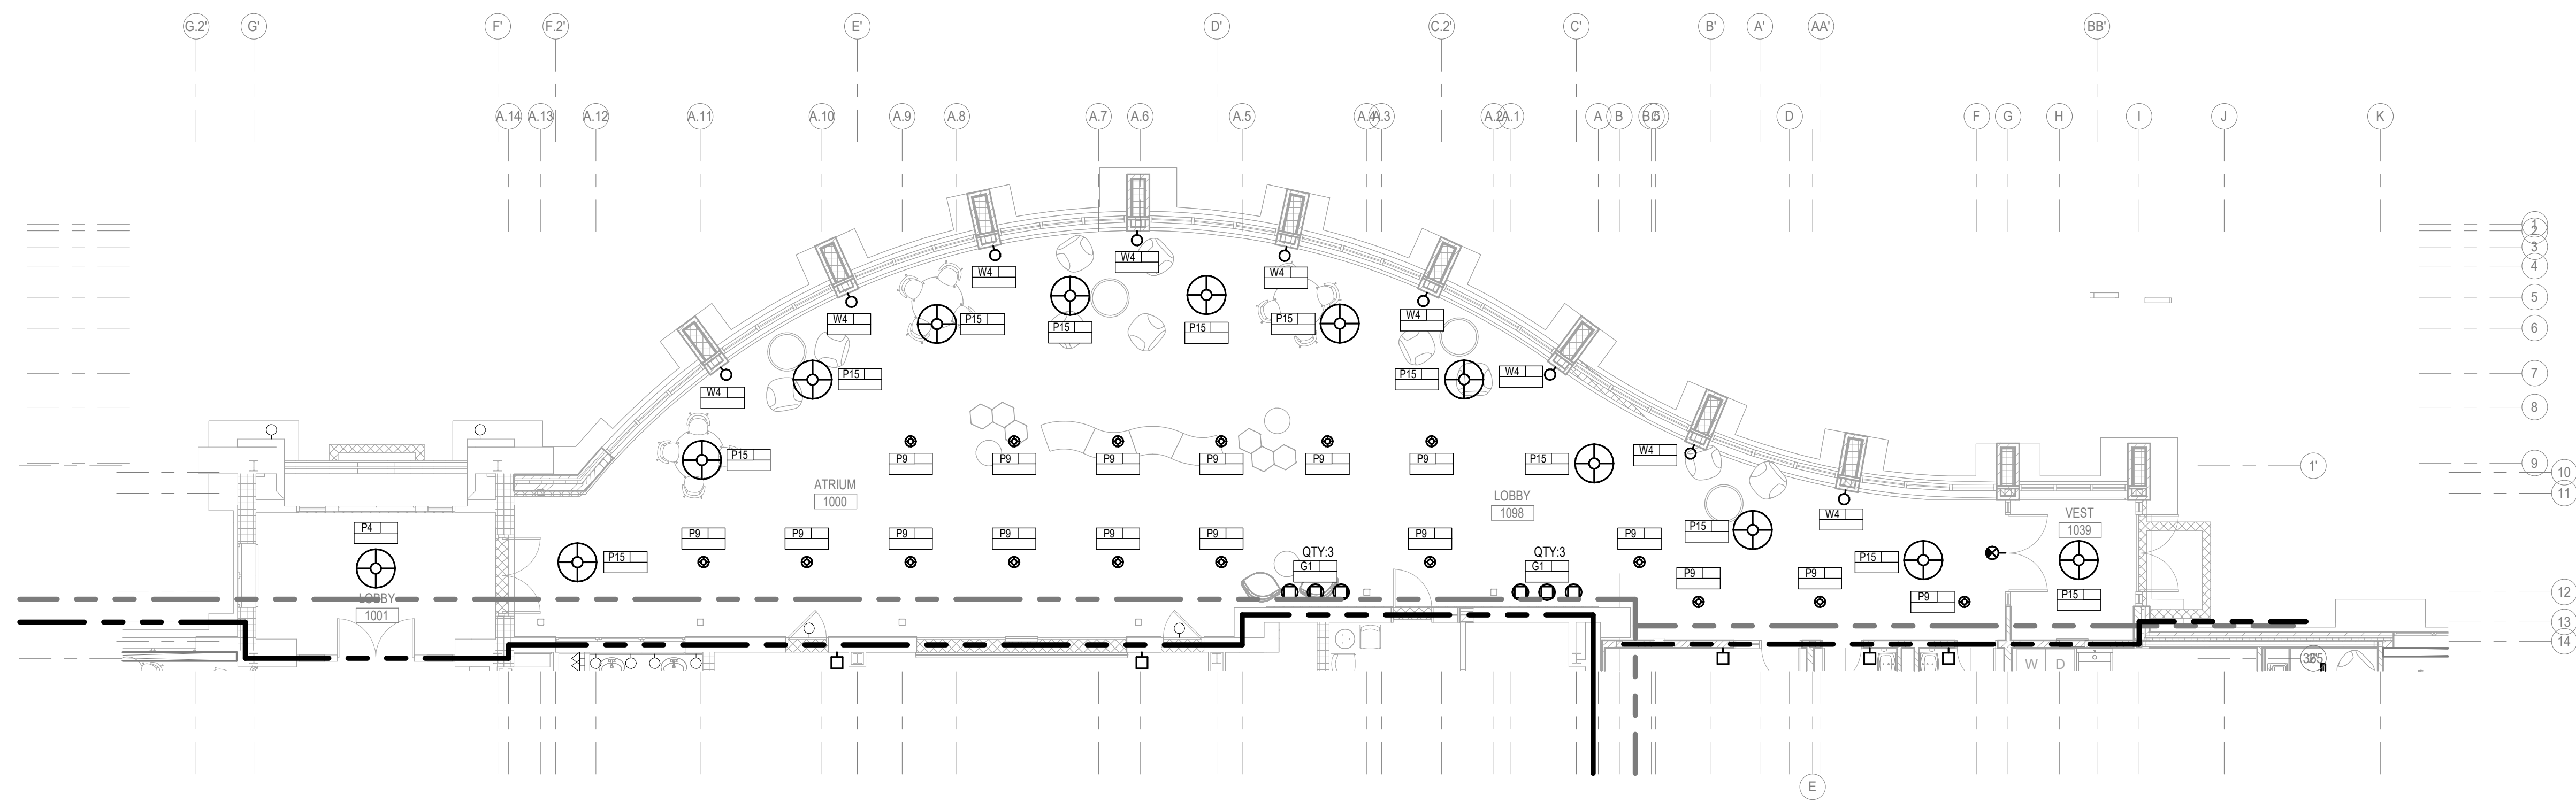 G.2' G' F' F.2' E' D' C.2' C' B' A' AA' BB'
A.14 A.13 A.12 A.11 A.10 A.9 A.8 A.7 A.6 A.5 A.4 A.3 A.2 A.1 A B D F G H I J K
1
2
3
4
5
6
7
8
9
10
11
1'
12
13
14
W4
W4 W4
W4 W4
W4 W4
W4
W4
P15 P15 P15 P15
P15 P15
P15 P15
P9 P9 P9 P9 P9 P9
ATRIUM
1000
LOBBY
1098
VEST
1039
P4
P9 P9 P9 P9 P9 P9 P9 P9
P15
P15
P15
QTY:3 QTY:3
G1 G1
P9 P9
P9
P15
LOBBY
1001
W D
E